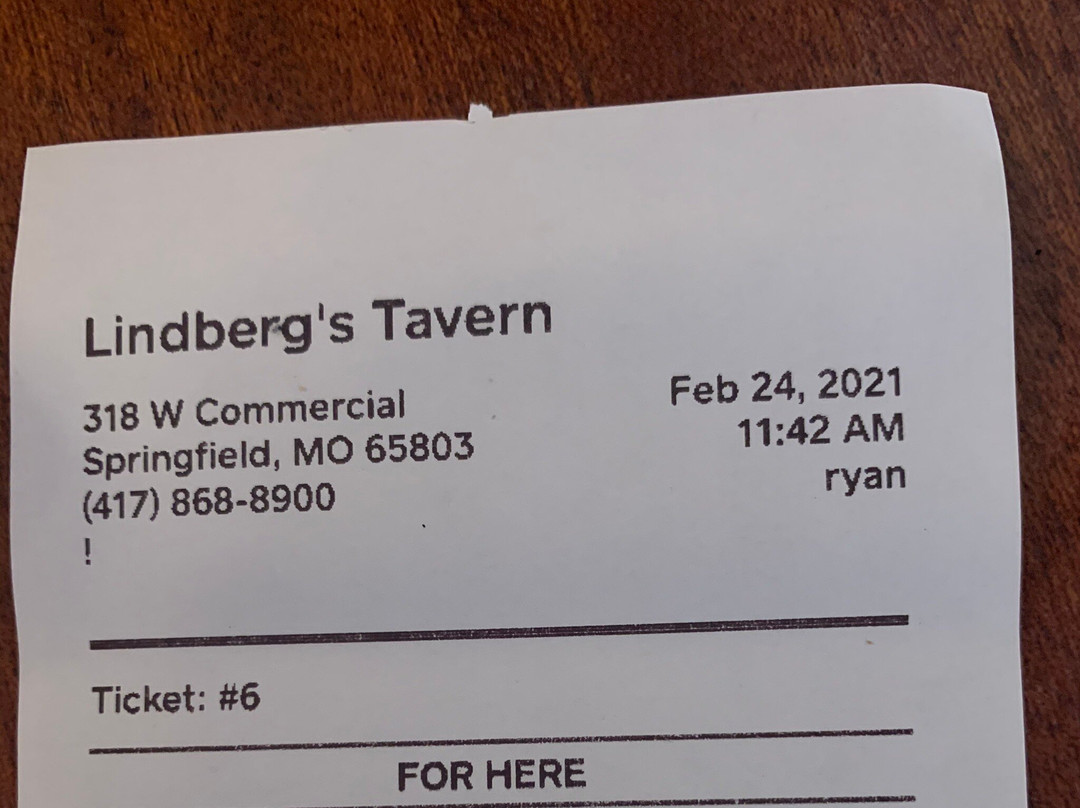 Lindberg's Tavern
318 W Commercial
Springfield, MO 65803
(417) 868-8900
!
Feb 24, 2021
11:42 AM
ryan
Ticket: #6
FOR HERE